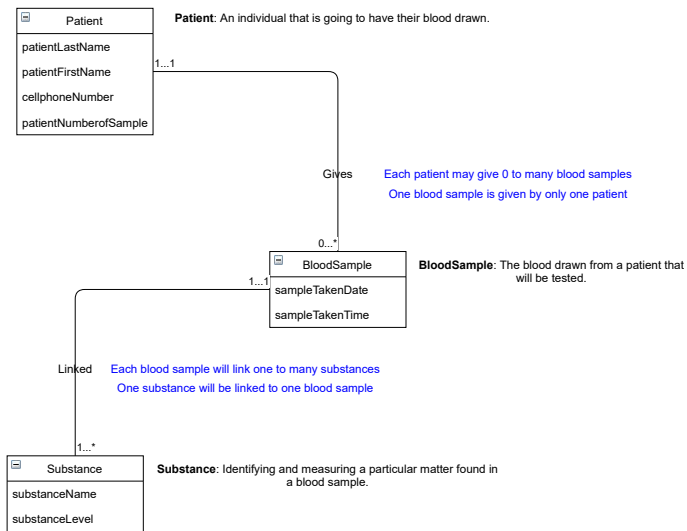 Patient
Patient: An individual that is going to have their blood drawn.
patientLastName
patientFirstName
cellphoneNumber
patientNumberofSample
1...1
Gives
Each patient may give 0 to many blood samples
One blood sample is given by only one patient
0...*
BloodSample
BloodSample: The blood drawn from a patient that
will be tested.
sampleTakenDate
sampleTakenTime
1...1
Linked
Each blood sample will link one to many substances
One substance will be linked to one blood sample
1...*
Substance
Substance: Identifying and measuring a particular matter found in
a blood sample.
substanceName
substanceLevel